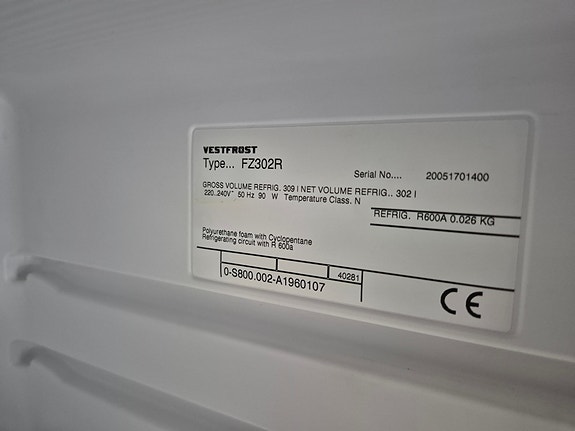 VESTFRØST
Type... FZ302R
Serial No.... 20051701400
GROSS VOLUME REFRIG. 309 l NET VOLUME REFRIG.. 302 l
220..240V~ 50 Hz 90 W Temperature Class. N
REFRIG. R600A 0.026 KG
Polyurethane foam with Cyclopentane
Refrigerating circuit with R 600a
40281
0-S800.002-A1960107
CE